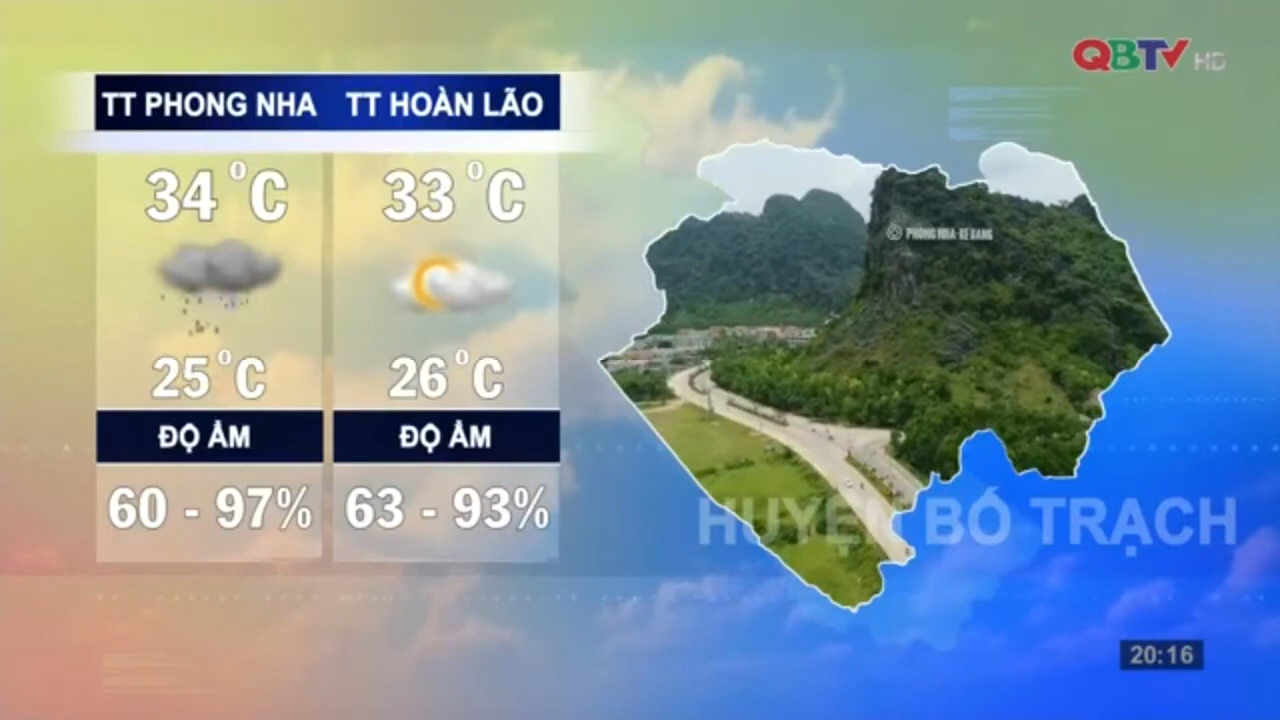 QBTV HD
TT PHONG NHA TT HOÀN LÃO
34°C 33°C
25°C 26°C
ĐỘ ẨM ĐỘ ẨM
60 - 97% 63 - 93%
PHONG NHA-KE BANG
HUYỆN BỐ TRẠCH
20:16